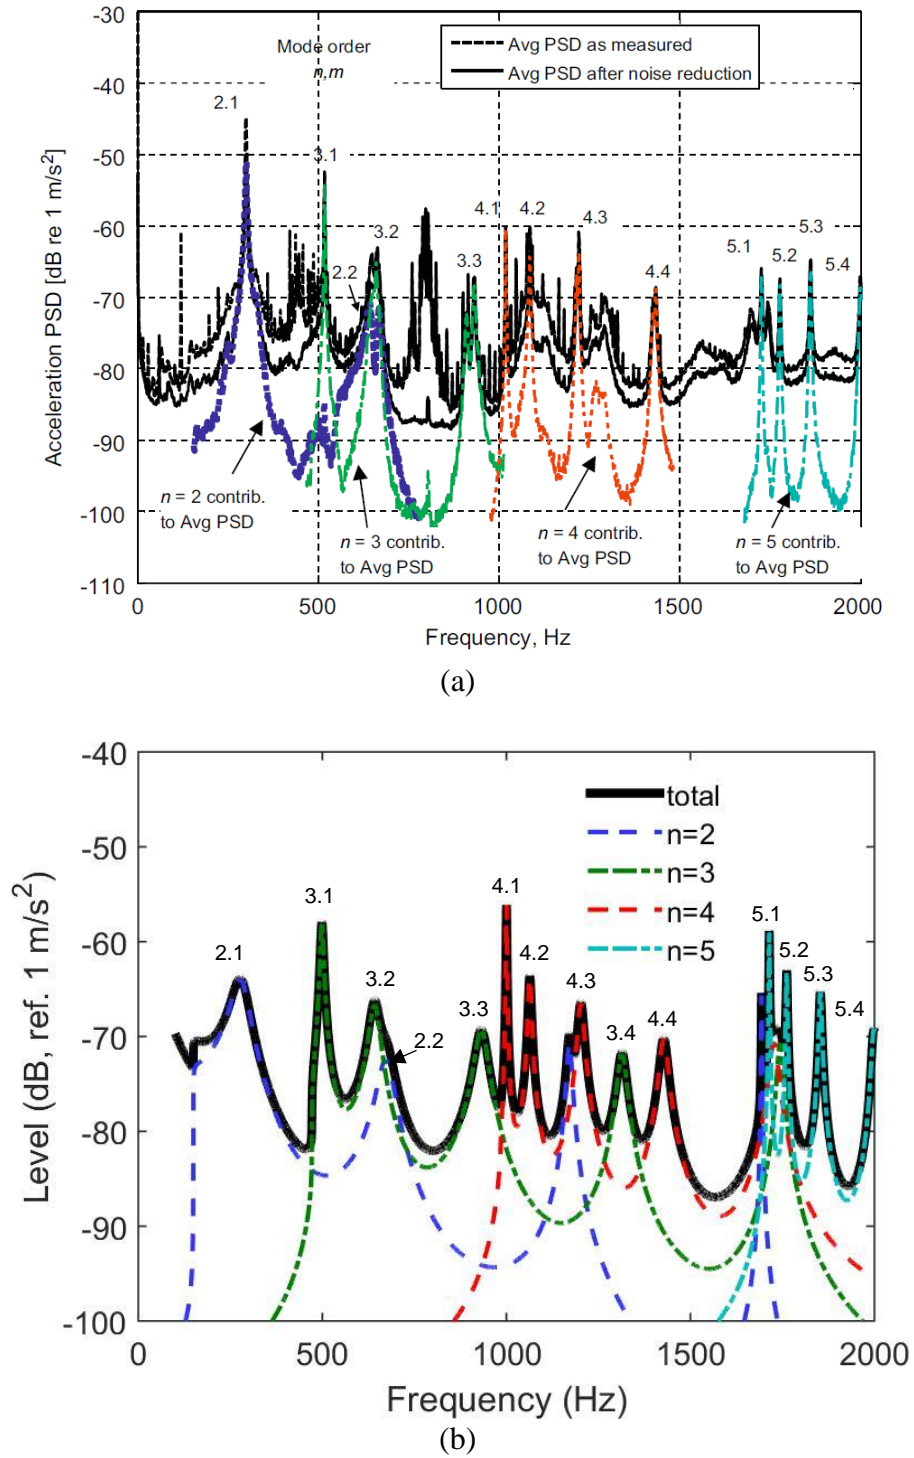 (a)
-30
-40
-50
-60
-70
-80
-90
-100
-110
Acceleration PSD [dB re 1 m/s²]
Mode order
n,m
Avg PSD as measured
Avg PSD after noise reduction
2.1
3.1
2.2
3.2
3.3
4.1
4.2
4.3
4.4
5.1
5.2
5.3
5.4
n = 2 contrib.
to Avg PSD
n = 3 contrib.
to Avg PSD
n = 4 contrib.
to Avg PSD
n = 5 contrib.
to Avg PSD
0 500 1000 1500 2000
Frequency, Hz
(a)
-40
-50
-60
-70
-80
-90
-100
Level (dB, ref. 1 m/s²)
total
n=2
n=3
n=4
n=5
2.1
3.1
3.2
2.2
3.3
4.1
4.2
4.3
3.4
4.4
5.1
5.2
5.3
5.4
0 500 1000 1500 2000
Frequency (Hz)
(b)